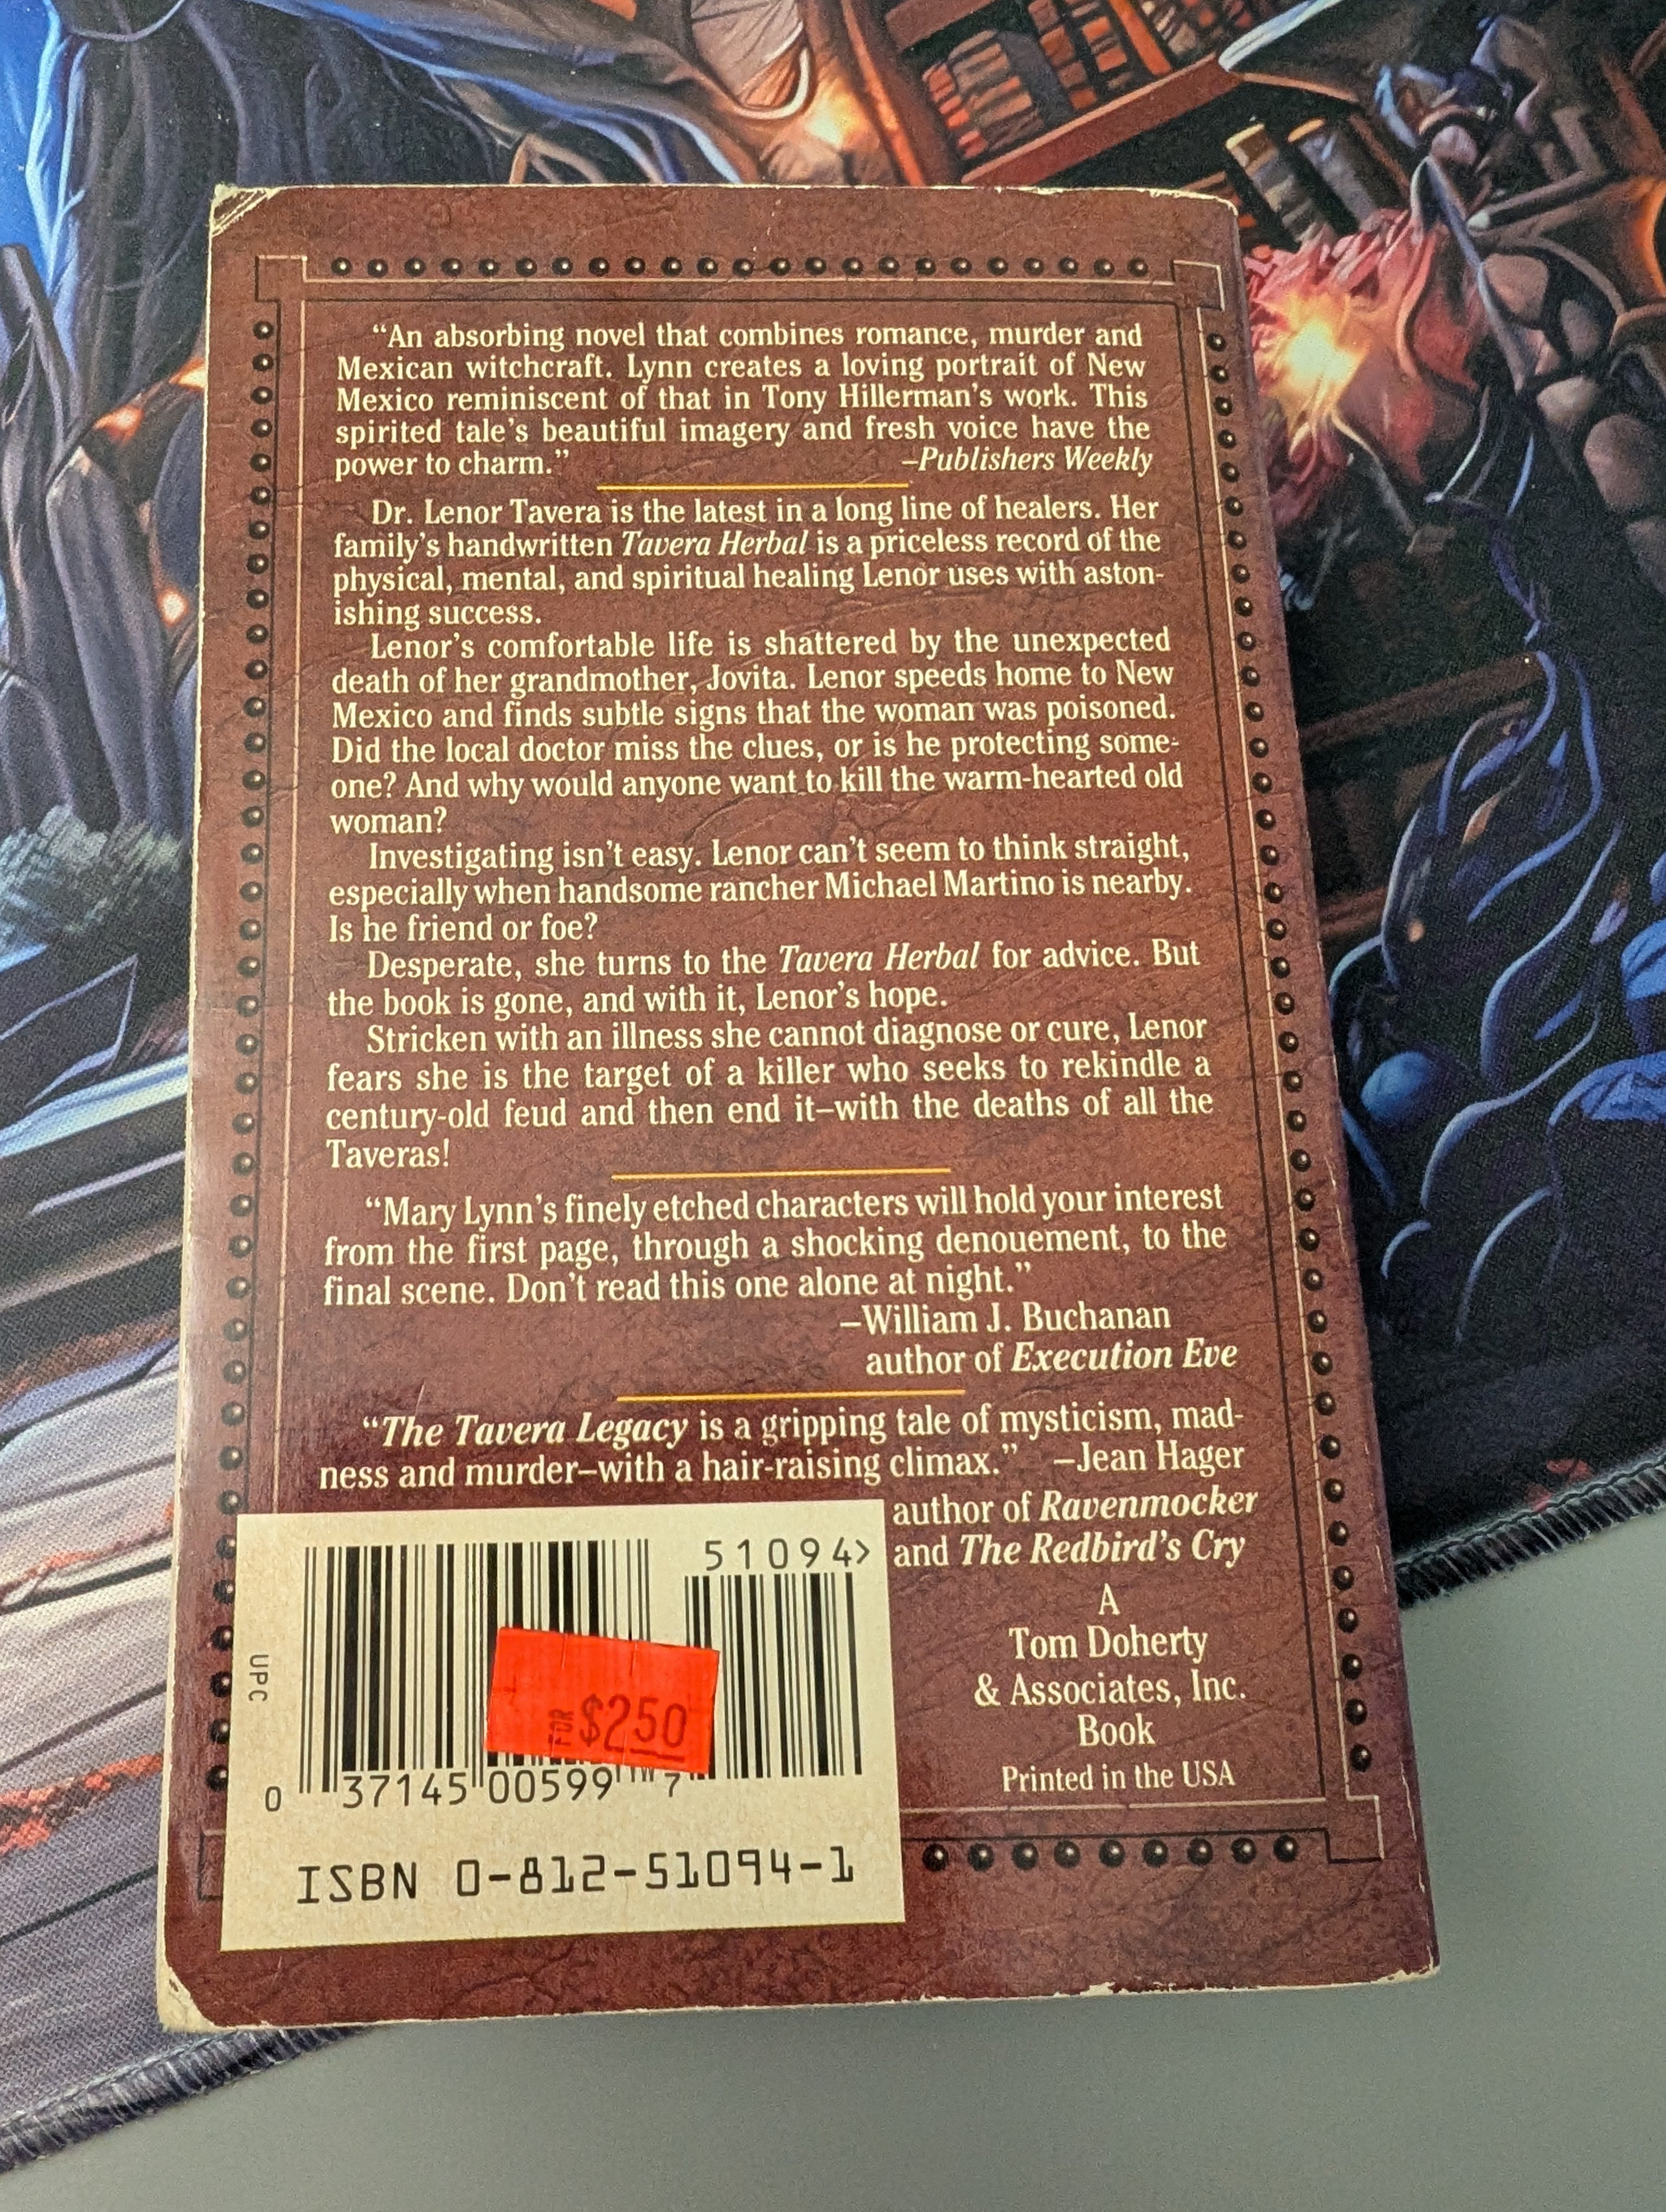 “An absorbing novel that combines romance, murder and
Mexican witchcraft. Lynn creates a loving portrait of New
Mexico reminiscent of that in Tony Hillerman’s work. This
spirited tale’s beautiful imagery and fresh voice have the
power to charm.” –Publishers Weekly
Dr. Lenor Tavera is the latest in a long line of healers. Her
family’s handwritten Tavera Herbal is a priceless record of the
physical, mental, and spiritual healing Lenor uses with aston-
ishing success.
Lenor’s comfortable life is shattered by the unexpected
death of her grandmother, Jovita. Lenor speeds home to New
Mexico and finds subtle signs that the woman was poisoned.
Did the local doctor miss the clues, or is he protecting some-
one? And why would anyone want to kill the warm-hearted old
woman?
Investigating isn’t easy. Lenor can’t seem to think straight,
especially when handsome rancher Michael Martino is nearby.
Is he friend or foe?
Desperate, she turns to the Tavera Herbal for advice. But
the book is gone, and with it, Lenor’s hope.
Stricken with an illness she cannot diagnose or cure, Lenor
fears she is the target of a killer who seeks to rekindle a
century-old feud and then end it–with the deaths of all the
Taveras!
“Mary Lynn’s finely etched characters will hold your interest
from the first page, through a shocking denouement, to the
final scene. Don’t read this one alone at night.”
–William J. Buchanan
author of Execution Eve
“The Tavera Legacy is a gripping tale of mysticism, mad-
ness and murder–with a hair-raising climax.” –Jean Hager
author of Ravenmocker
and The Redbird’s Cry
A
Tom Doherty
& Associates, Inc.
Book
Printed in the USA
51094>
UPC
FOR $2.50
0 37145 00599 7
ISBN 0-812-51094-1